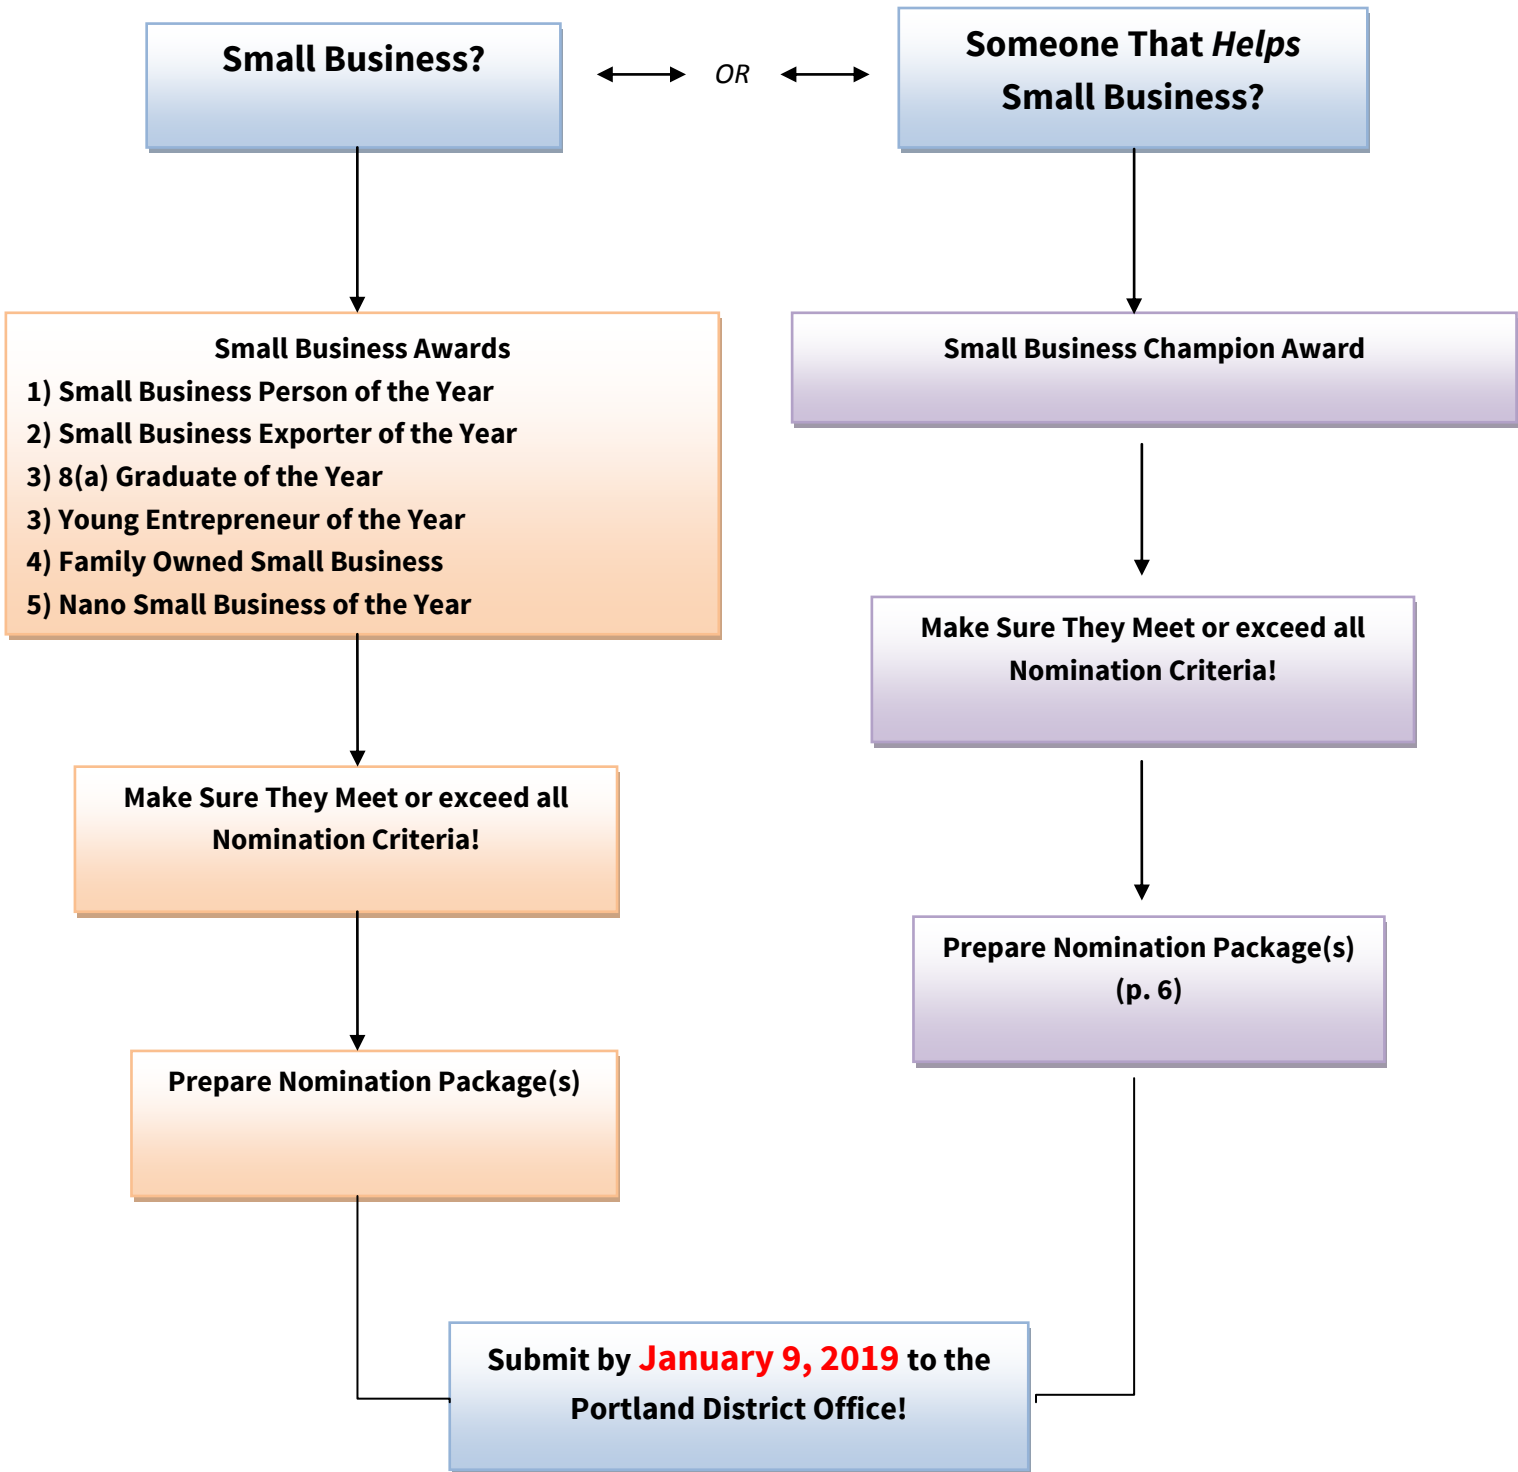 Small Business?
OR
Someone That Helps
Small Business?
Small Business Awards
1) Small Business Person of the Year
2) Small Business Exporter of the Year
3) 8(a) Graduate of the Year
3) Young Entrepreneur of the Year
4) Family Owned Small Business
5) Nano Small Business of the Year
Make Sure They Meet or exceed all
Nomination Criteria!
Prepare Nomination Package(s)
Small Business Champion Award
Make Sure They Meet or exceed all
Nomination Criteria!
Prepare Nomination Package(s)
(p. 6)
Submit by January 9, 2019 to the
Portland District Office!